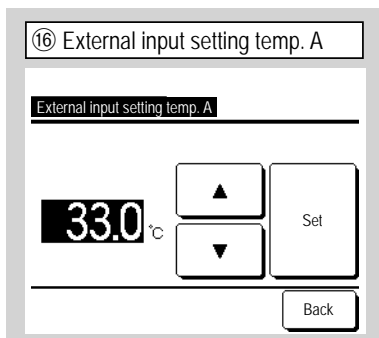 ⑯ External input setting temp. A
External input setting temp. A
▲
33.0 °C
Set
▼
Back